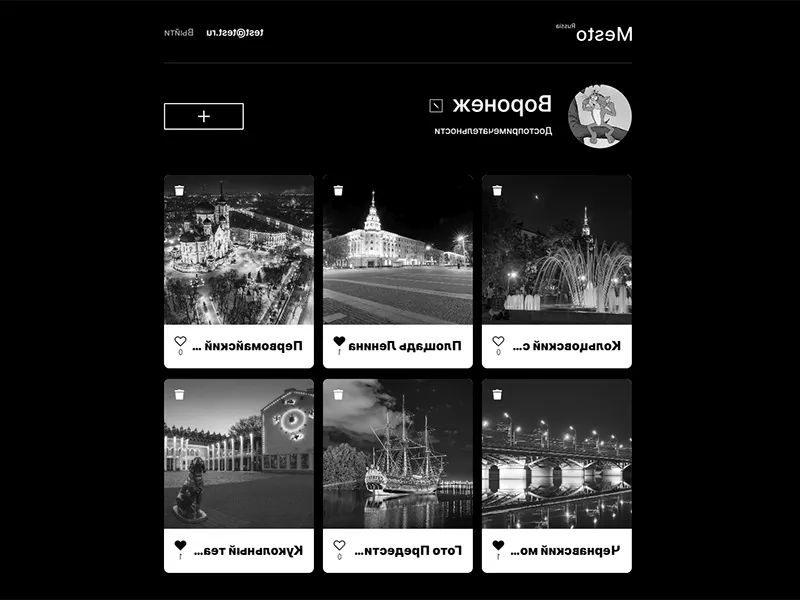 Mesto Russia
test@test.ru Выйти
Воронеж
Достопримечательности
Кольцовский с...
0
Площадь Ленина
1
Первомайский ...
0
Чернавский мо...
1
Гото Предести...
0
Кукольный теа...
1